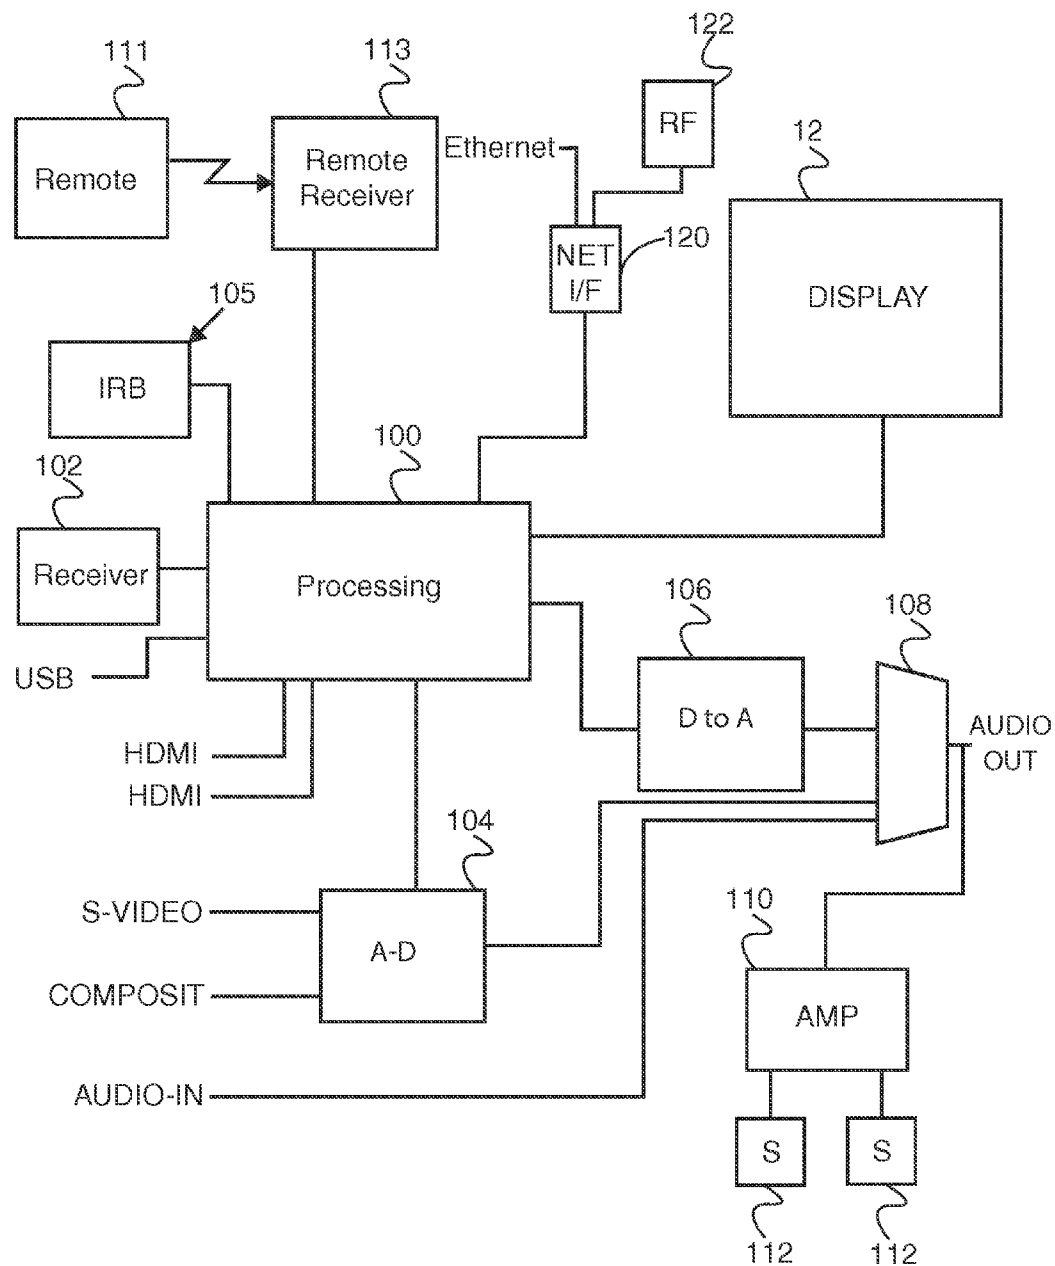 122
111
113
RF
12
Ethernet
Remote
Receiver
Remote
120
NET
I/F
105
DISPLAY
IRB
100
102
Receiver
Processing
106
108
USB
D to A
AUDIO
OUT
HDMI
HDMI
104
110
S-VIDEO
A-D
COMPOSIT
AMP
AUDIO-IN
S
S
112
112